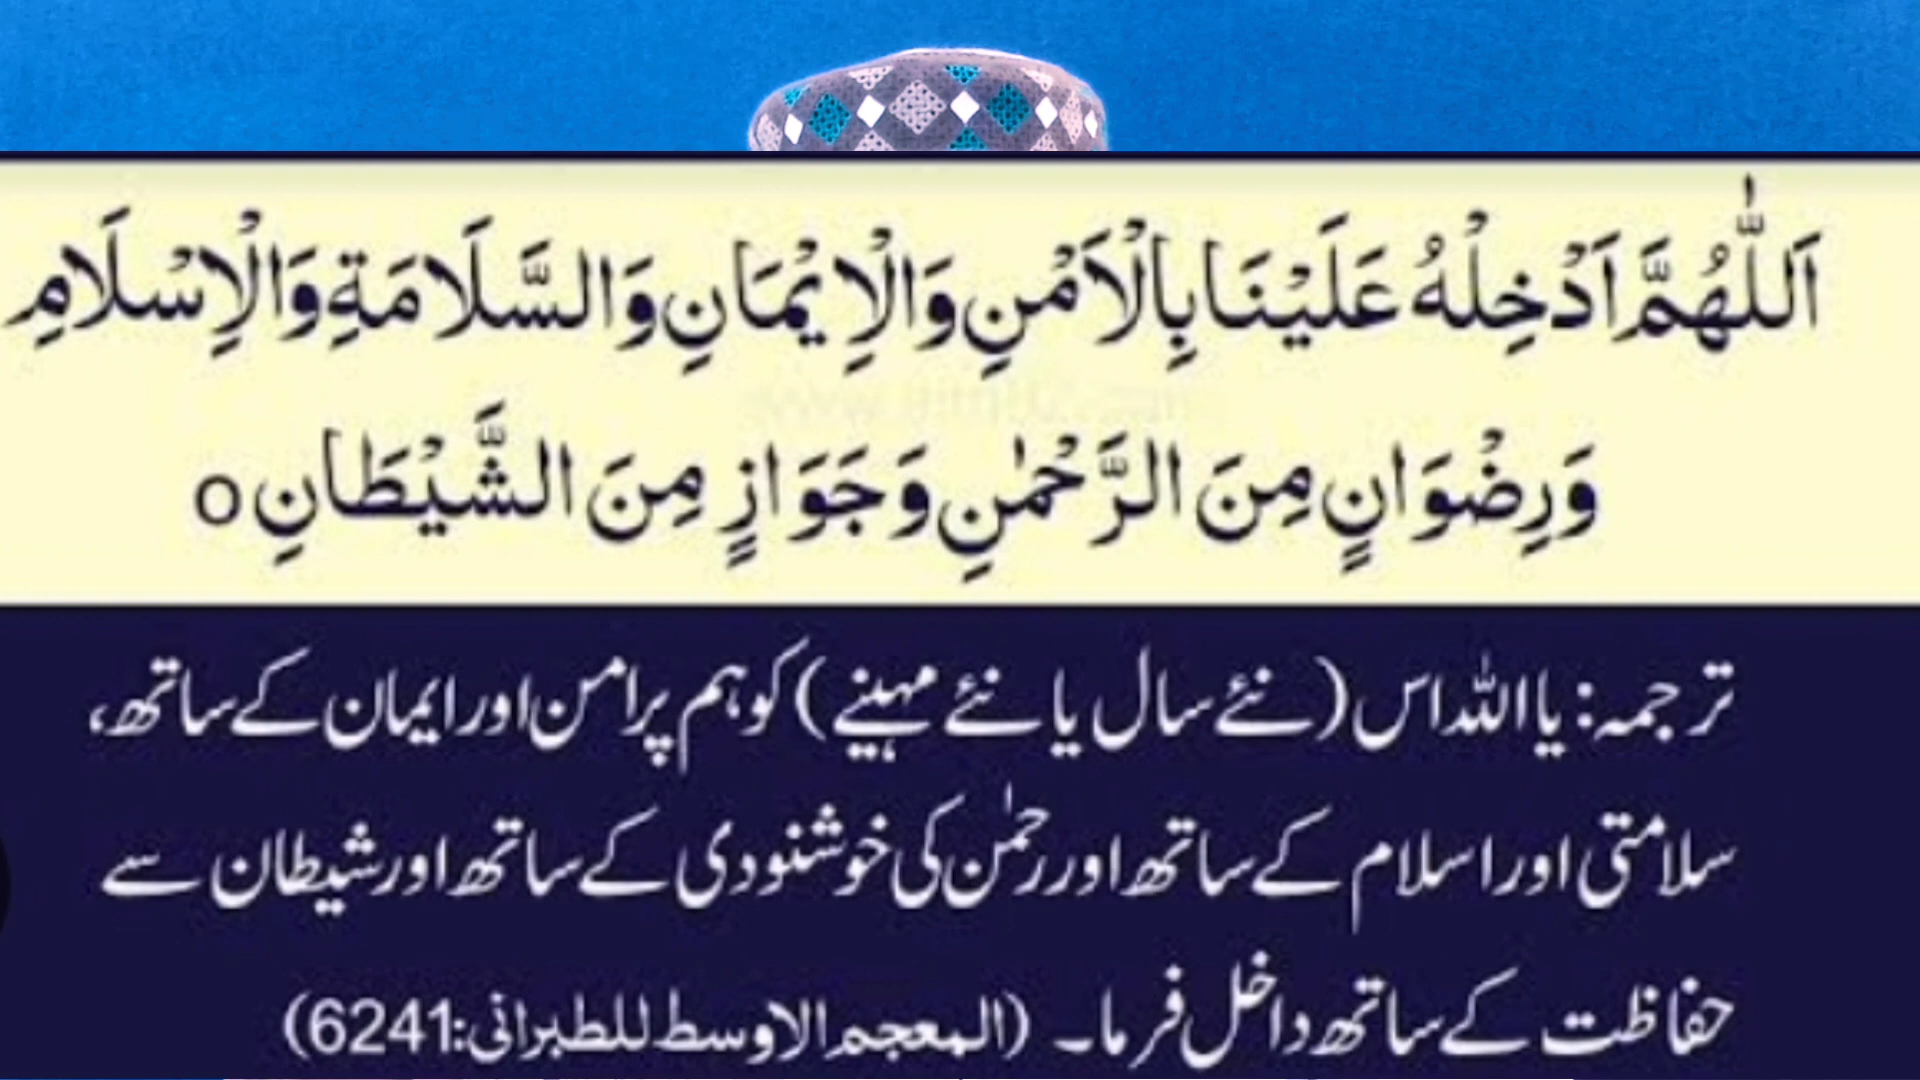 اَللّٰهُمَّ اَدْخِلْهُ عَلَيْنَا بِالْاَمْنِ وَالْاِيْمَانِ وَالسَّلَامَةِ وَالْاِسْلَامِ
وَرِضْوَانٍ مِنَ الرَّحْمٰنِ وَجَوَازٍ مِنَ الشَّيْطَانِ o
ترجمہ: یا اللہ اس (نئے سال یا نئے مہینے) کو ہم پر امن اور ایمان کے ساتھ،
سلامتی اور اسلام کے ساتھ اور رحمٰن کی خوشنودی کے ساتھ اور شیطان سے
حفاظت کے ساتھ داخل فرما۔ (المعجم الاوسط للطبرانی:6241)